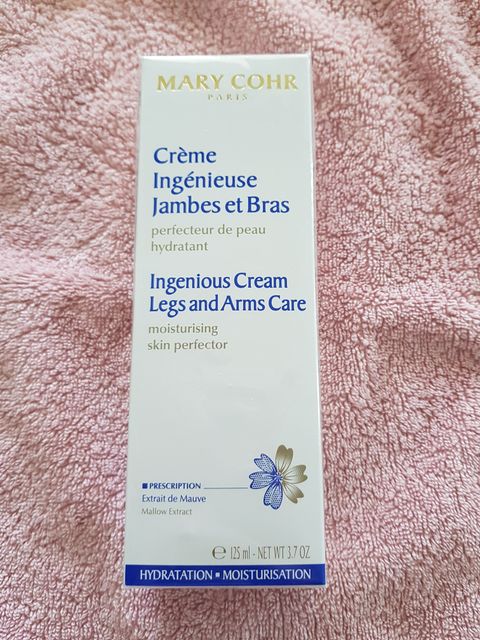 MARY COHR
PARIS
Crème
Ingénieuse
Jambes et Bras
perfecteur de peau
hydratant
Ingenious Cream
Legs and Arms Care
moisturising
skin perfector
■ PRESCRIPTION
Extrait de Mauve
Mallow Extract
℮ 125 ml - NET WT 3.7 OZ
HYDRATATION ▪ MOISTURISATION